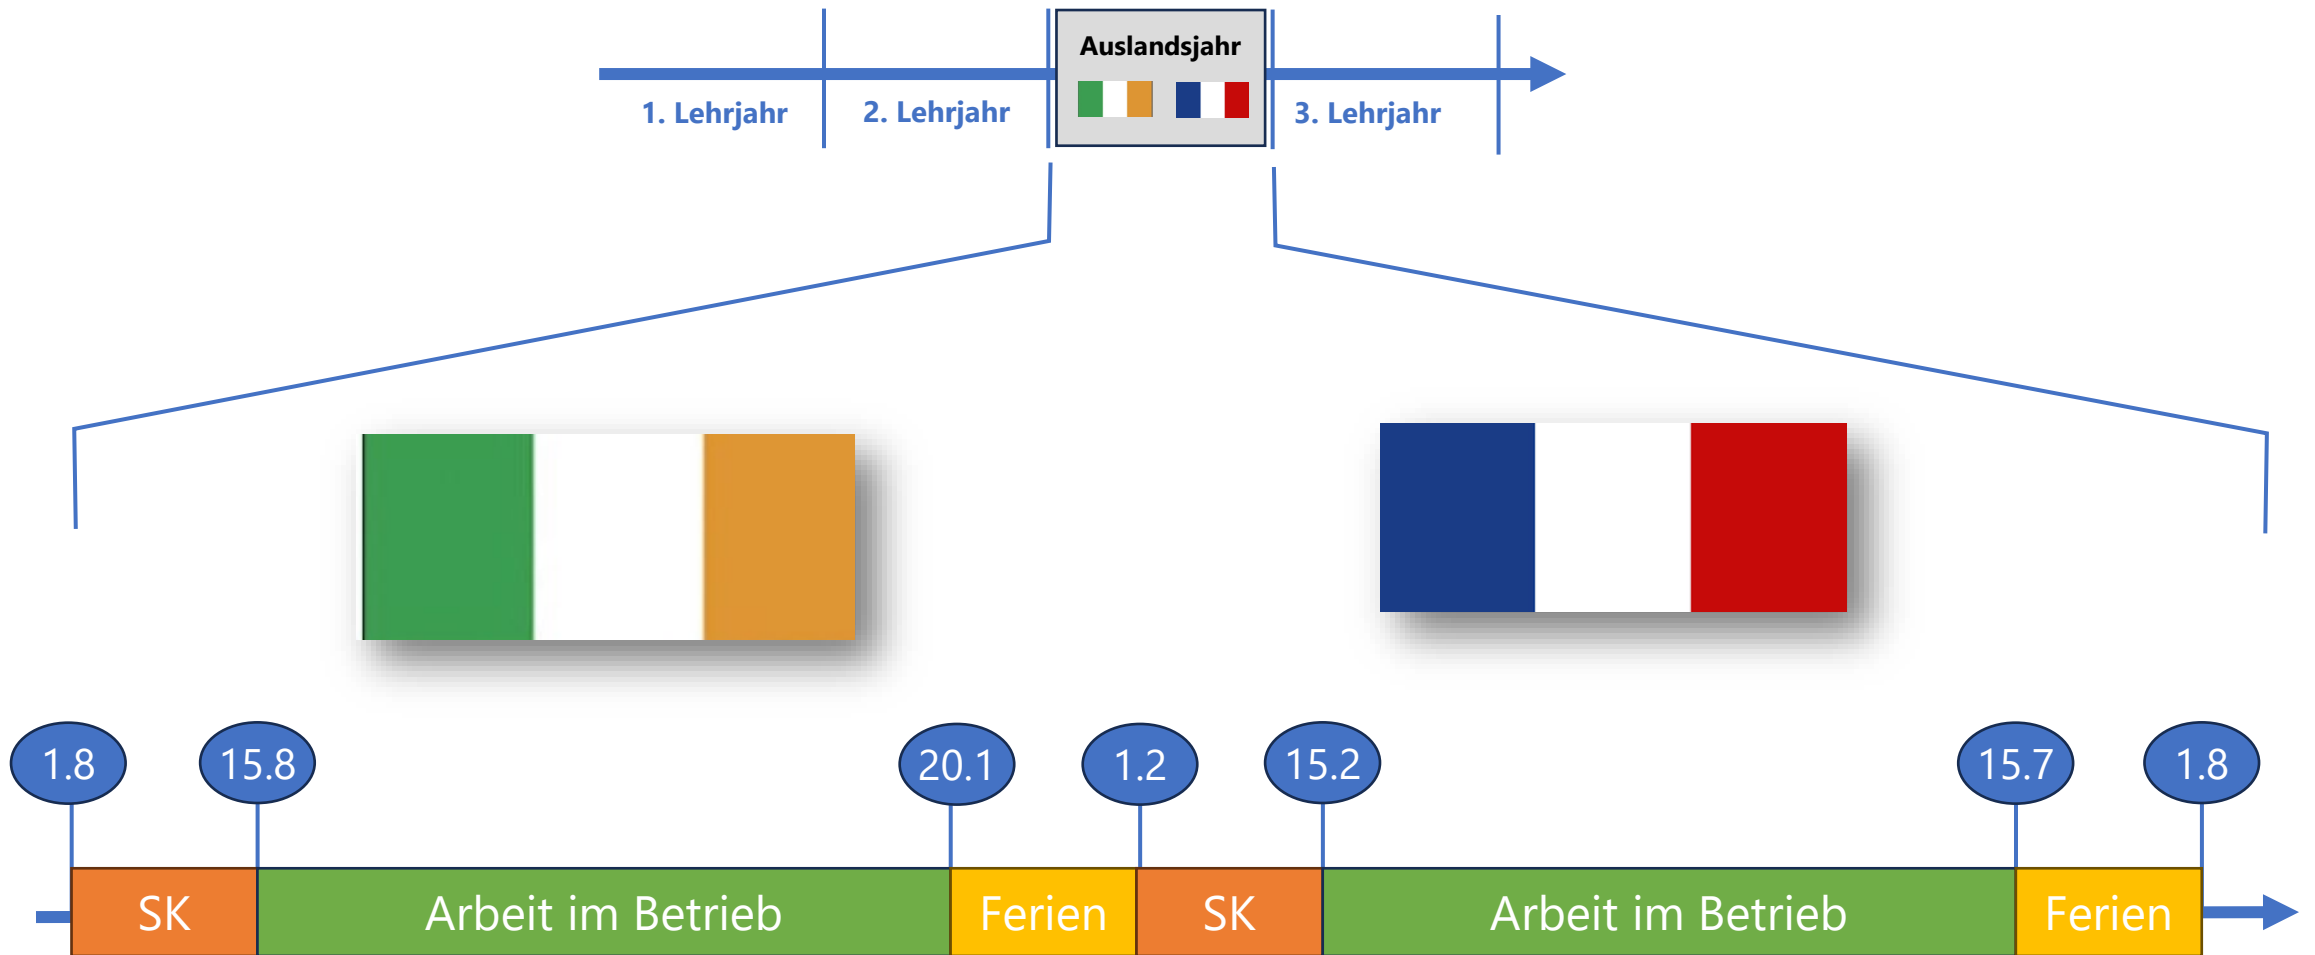 Auslandsjahr
1. Lehrjahr
2. Lehrjahr
3. Lehrjahr
1.8
15.8
20.1
1.2
15.2
15.7
1.8
SK
Arbeit im Betrieb
Ferien
SK
Arbeit im Betrieb
Ferien